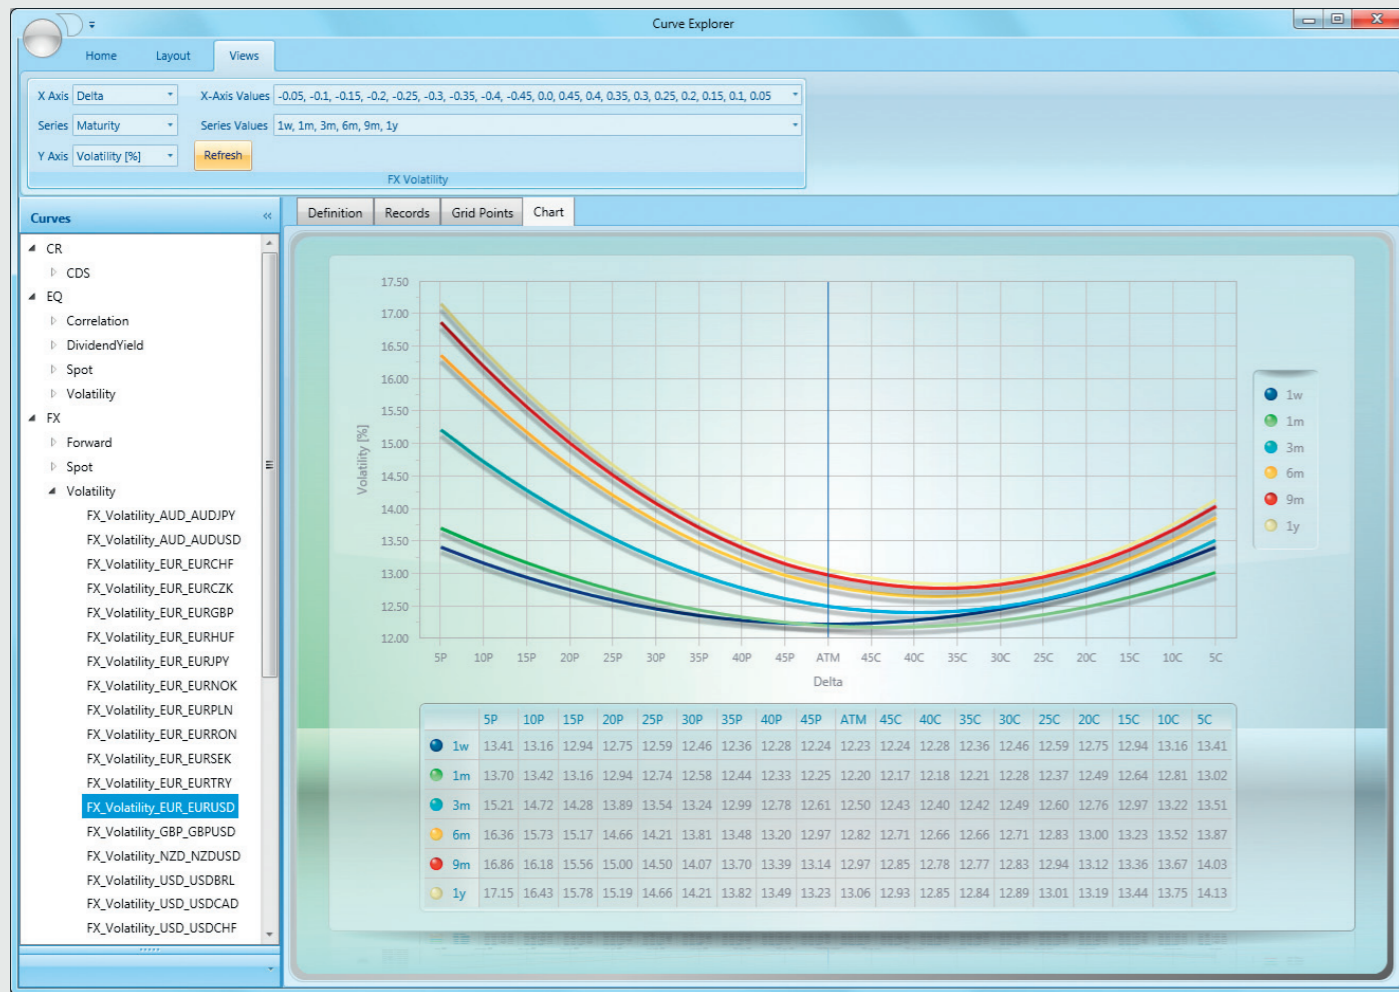 Curve Explorer
Home Layout Views
X Axis Delta X-Axis Values -0.05, -0.1, -0.15, -0.2, -0.25, -0.3, -0.35, -0.4, -0.45, 0.0, 0.45, 0.4, 0.35, 0.3, 0.25, 0.2, 0.15, 0.1, 0.05
Series Maturity Series Values 1w, 1m, 3m, 6m, 9m, 1y
Y Axis Volatility [%] Refresh
FX Volatility
Curves
CR
CDS
EQ
Correlation
DividendYield
Spot
Volatility
FX
Forward
Spot
Volatility
FX_Volatility_AUD_AUDJPY
FX_Volatility_AUD_AUDUSD
FX_Volatility_EUR_EURCHF
FX_Volatility_EUR_EURCZK
FX_Volatility_EUR_EURGBP
FX_Volatility_EUR_EURHUF
FX_Volatility_EUR_EURJPY
FX_Volatility_EUR_EURNOK
FX_Volatility_EUR_EURPLN
FX_Volatility_EUR_EURRON
FX_Volatility_EUR_EURSEK
FX_Volatility_EUR_EURTRY
FX_Volatility_EUR_EURUSD
FX_Volatility_GBP_GBPUSD
FX_Volatility_NZD_NZDUSD
FX_Volatility_USD_USDBRL
FX_Volatility_USD_USDCAD
FX_Volatility_USD_USDCHF
Definition Records Grid Points Chart
17.50
17.00
16.50
16.00
15.50
15.00
14.50
14.00
13.50
13.00
12.50
12.00
Volatility [%]
5P 10P 15P 20P 25P 30P 35P 40P 45P ATM 45C 40C 35C 30C 25C 20C 15C 10C 5C
Delta
1w
1m
3m
6m
9m
1y
5P 10P 15P 20P 25P 30P 35P 40P 45P ATM 45C 40C 35C 30C 25C 20C 15C 10C 5C
1w 13.41 13.16 12.94 12.75 12.59 12.46 12.36 12.28 12.24 12.23 12.24 12.28 12.36 12.46 12.59 12.75 12.94 13.16 13.41
1m 13.70 13.42 13.16 12.94 12.74 12.58 12.44 12.33 12.25 12.20 12.17 12.18 12.21 12.28 12.37 12.49 12.64 12.81 13.02
3m 15.21 14.72 14.28 13.89 13.54 13.24 12.99 12.78 12.61 12.50 12.43 12.40 12.42 12.49 12.60 12.76 12.97 13.22 13.51
6m 16.36 15.73 15.17 14.66 14.21 13.81 13.48 13.20 12.97 12.82 12.71 12.66 12.66 12.71 12.83 13.00 13.23 13.52 13.87
9m 16.86 16.18 15.56 15.00 14.50 14.07 13.70 13.39 13.14 12.97 12.85 12.78 12.77 12.83 12.94 13.12 13.36 13.67 14.03
1y 17.15 16.43 15.78 15.19 14.66 14.21 13.82 13.49 13.23 13.06 12.93 12.85 12.84 12.89 13.01 13.19 13.44 13.75 14.13